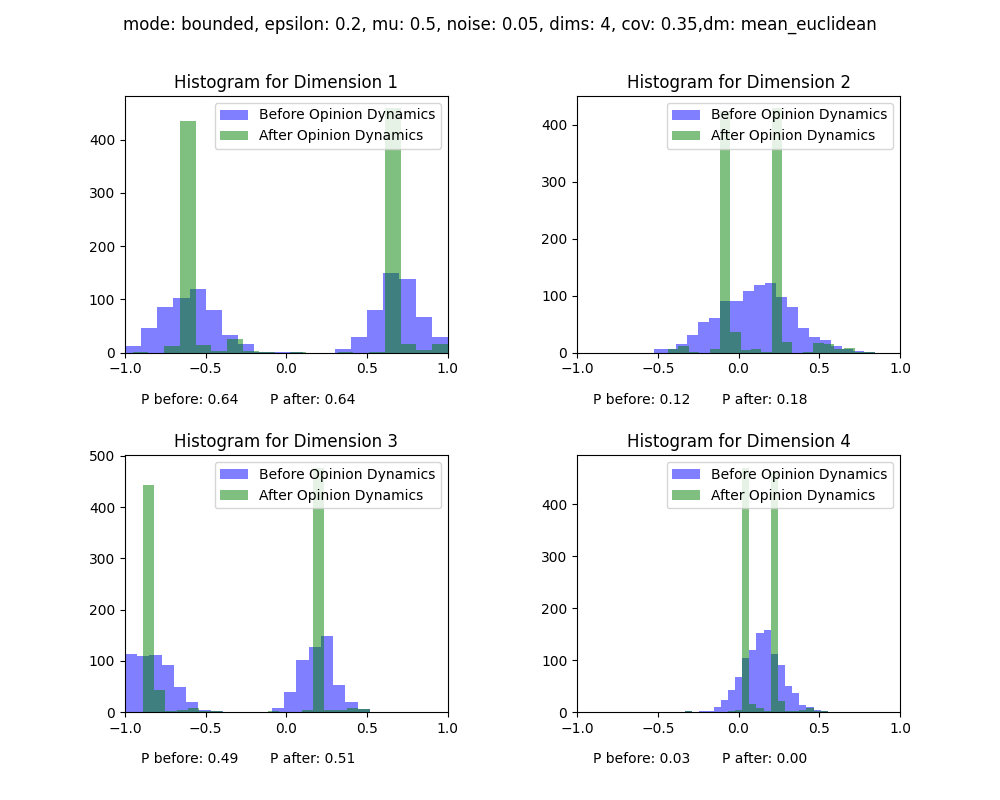 mode: bounded, epsilon: 0.2, mu: 0.5, noise: 0.05, dims: 4, cov: 0.35,dm: mean_euclidean
Histogram for Dimension 1
Before Opinion Dynamics
After Opinion Dynamics
400
300
200
100
0
−1.0 −0.5 0.0 0.5 1.0
P before: 0.64 P after: 0.64
Histogram for Dimension 2
Before Opinion Dynamics
After Opinion Dynamics
400
300
200
100
0
−1.0 −0.5 0.0 0.5 1.0
P before: 0.12 P after: 0.18
Histogram for Dimension 3
Before Opinion Dynamics
After Opinion Dynamics
500
400
300
200
100
0
−1.0 −0.5 0.0 0.5 1.0
P before: 0.49 P after: 0.51
Histogram for Dimension 4
Before Opinion Dynamics
After Opinion Dynamics
400
300
200
100
0
−1.0 −0.5 0.0 0.5 1.0
P before: 0.03 P after: 0.00